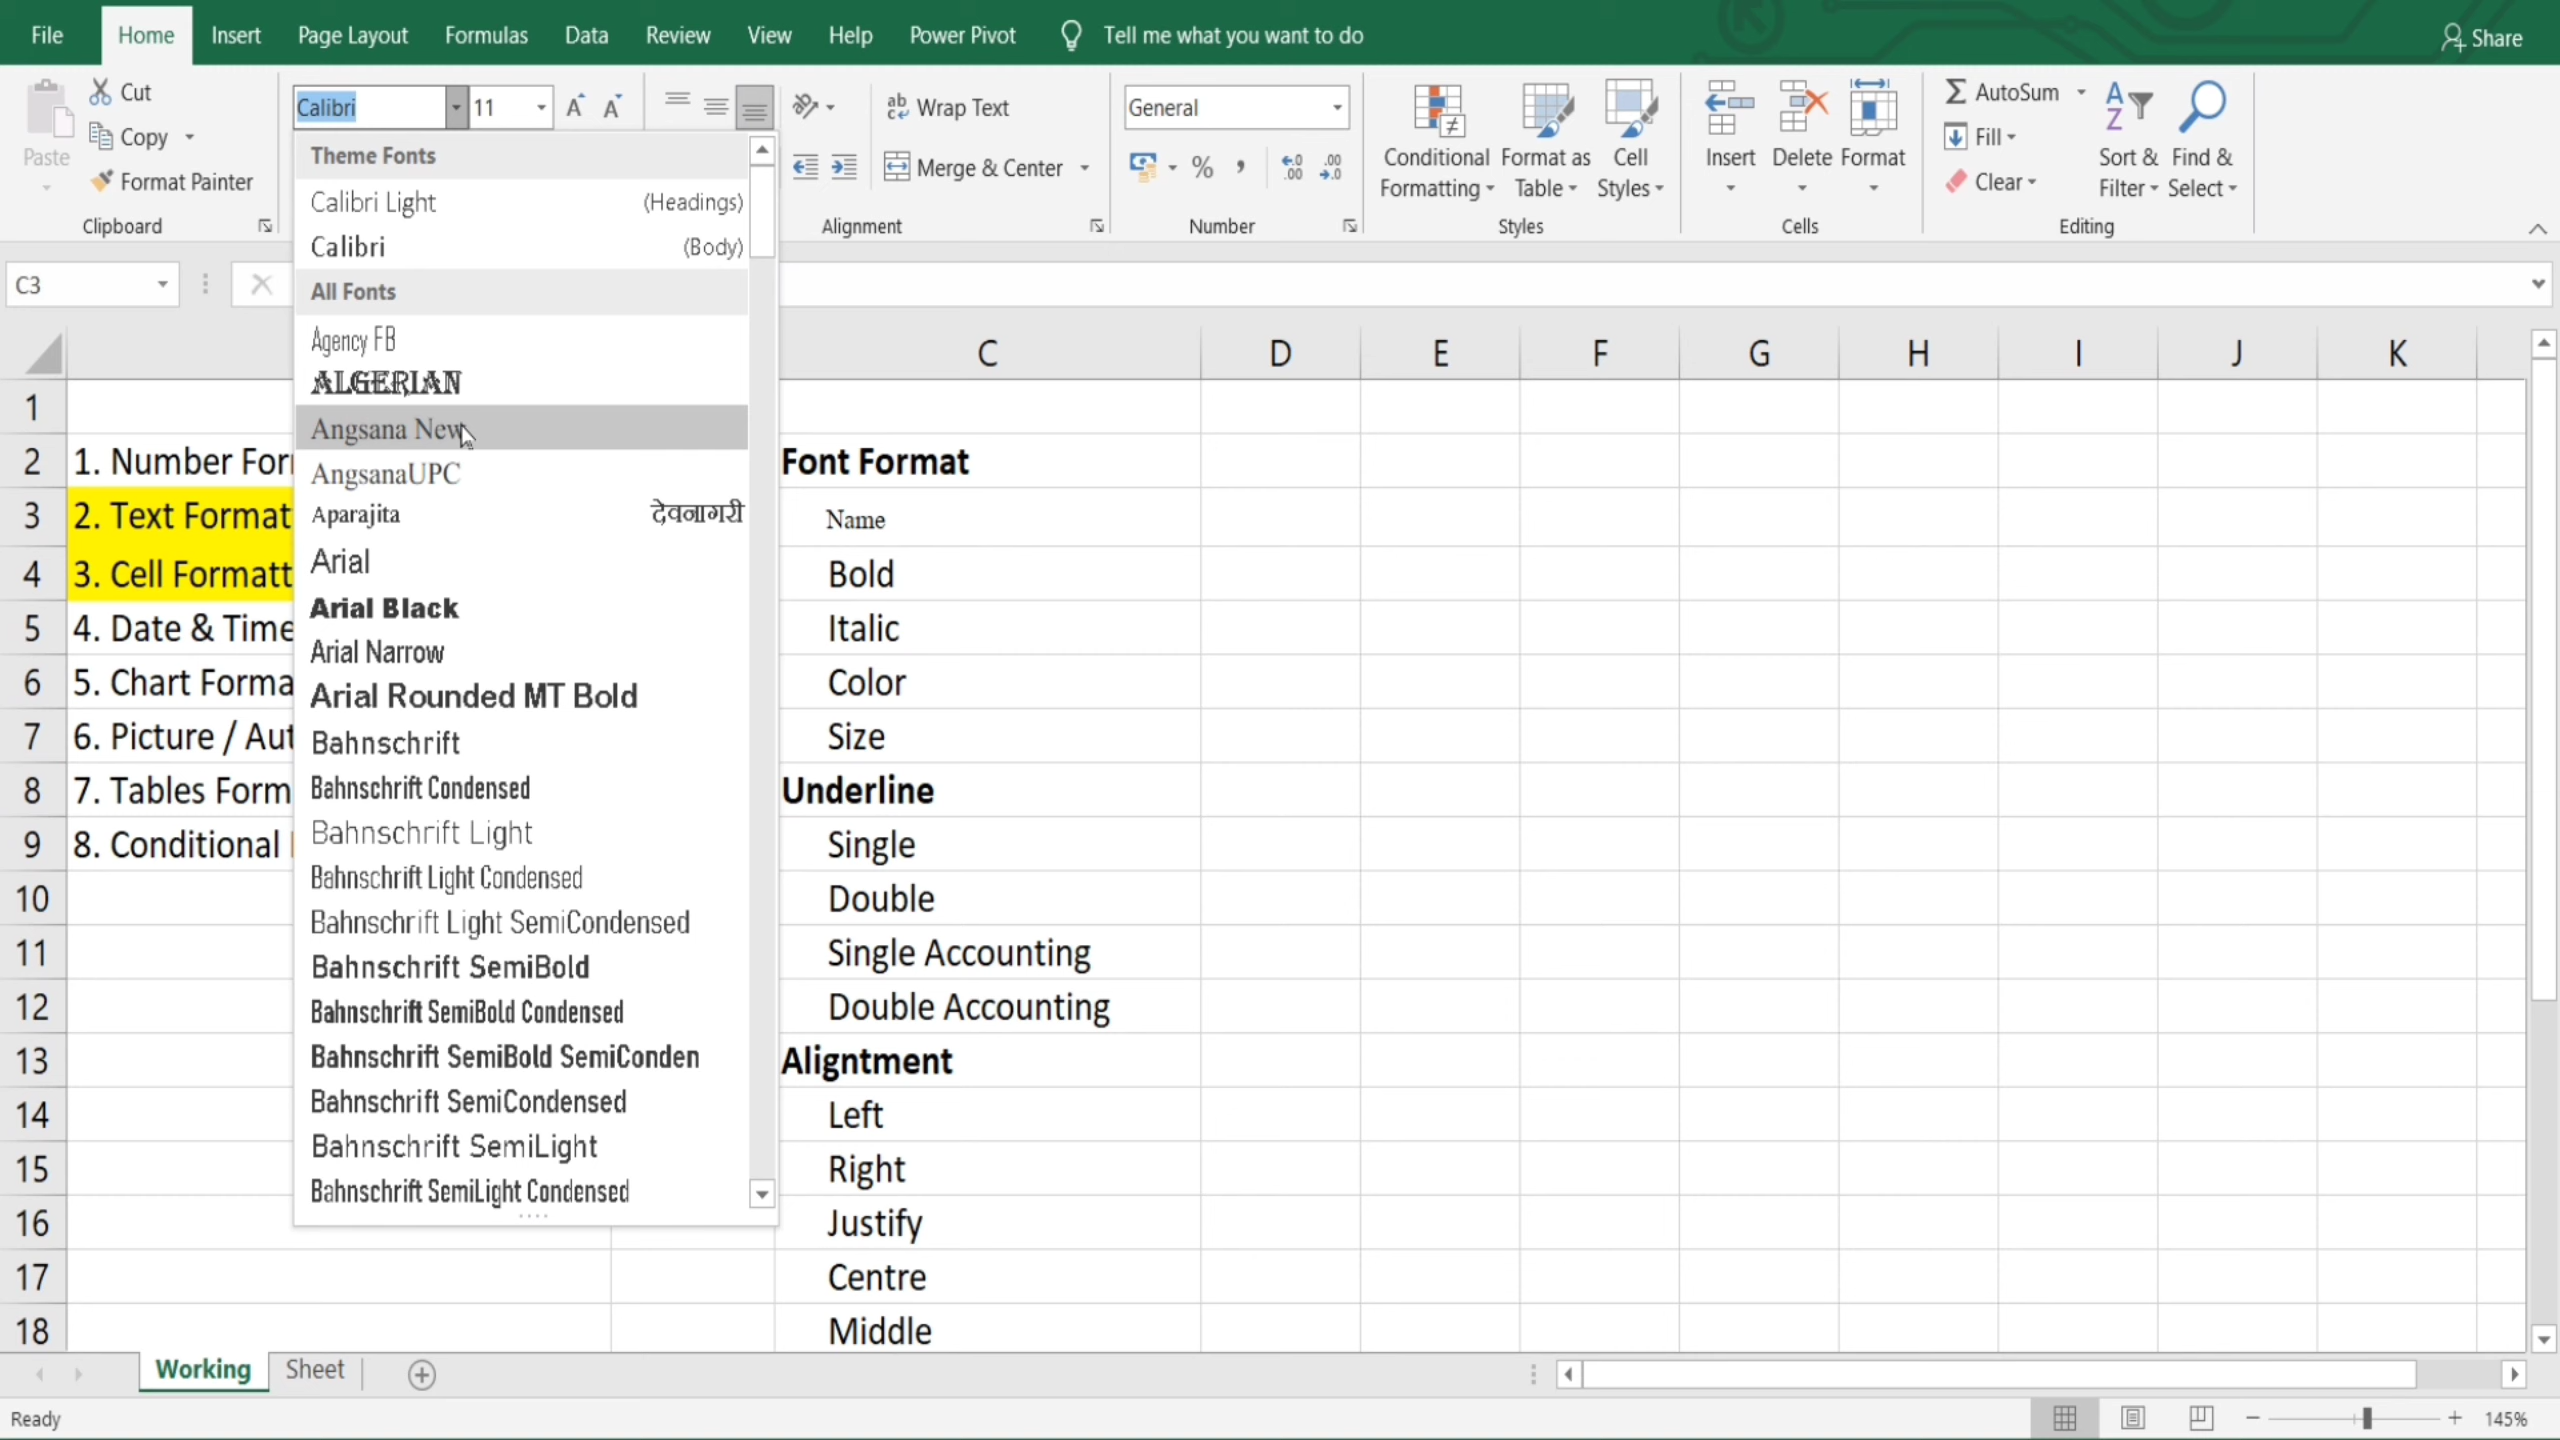 File Home Insert Page Layout Formulas Data Review View Help Power Pivot Tell me what you want to do Share
Paste
Cut
Copy
Format Painter
Clipboard
Calibri 11
ab Wrap Text
Merge & Center
Alignment
General
%
Number
Conditional Formatting
Format as Table
Cell Styles
Styles
Insert Delete Format
Cells
AutoSum
Fill
Clear
Sort & Filter
Find & Select
Editing
C3
Theme Fonts
Calibri Light (Headings)
Calibri (Body)
All Fonts
Agency FB
ALGERIAN
Angsana New
AngsanaUPC
Aparajita देवनागरी
Arial
Arial Black
Arial Narrow
Arial Rounded MT Bold
Bahnschrift
Bahnschrift Condensed
Bahnschrift Light
Bahnschrift Light Condensed
Bahnschrift Light SemiCondensed
Bahnschrift SemiBold
Bahnschrift SemiBold Condensed
Bahnschrift SemiBold SemiConden
Bahnschrift SemiCondensed
Bahnschrift SemiLight
Bahnschrift SemiLight Condensed
C D E F G H I J K
1
2 1. Number For Font Format
3 2. Text Format Name
4 3. Cell Formatt Bold
5 4. Date & Time Italic
6 5. Chart Forma Color
7 6. Picture / Aut Size
8 7. Tables Form Underline
9 8. Conditional Single
10 Double
11 Single Accounting
12 Double Accounting
13 Aligntment
14 Left
15 Right
16 Justify
17 Centre
18 Middle
Working Sheet
Ready 145%